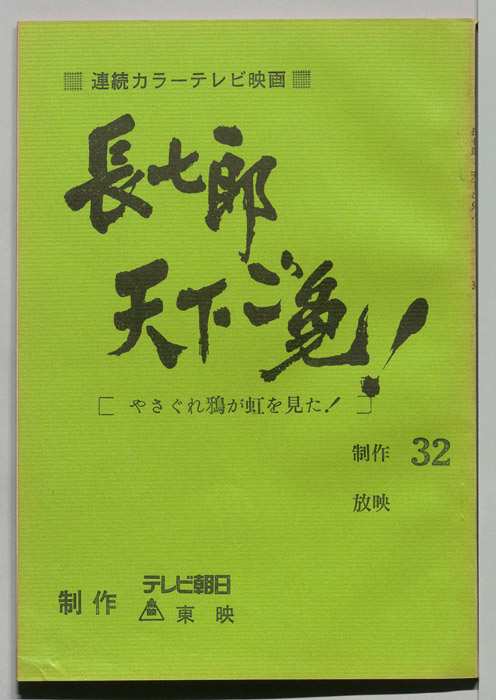 連続カラーテレビ映画
長七郎
天下ご免!
[やさぐれ鴉が虹を見た!]
制作 32
放映
制作 テレビ朝日
東映